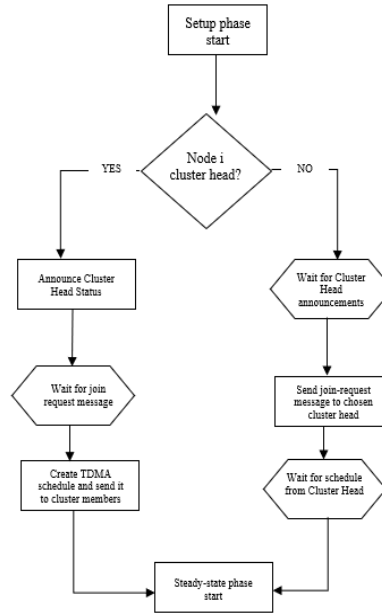 Setup phase
start
Node i
cluster head?
YES
NO
Announce Cluster
Head Status
Wait for Cluster
Head
announcements
Wait for join
request message
Send join-request
message to chosen
cluster head
Create TDMA
schedule and send it
to cluster members
Wait for schedule
from Cluster Head
Steady-state phase
start